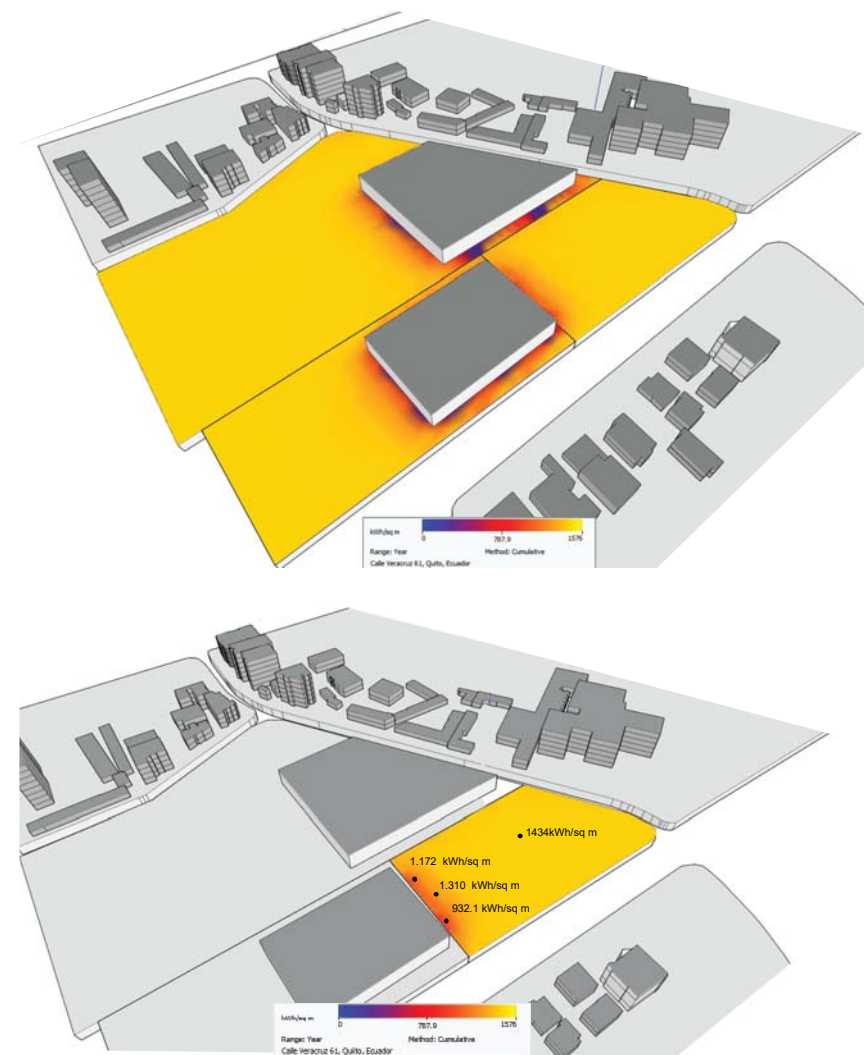 kWh/sq m
0 787.9 1576
Range: Year Method: Cumulative
Calle Veracruz 61, Quito, Ecuador
1434kWh/sq m
1.172 kWh/sq m
1.310 kWh/sq m
932.1 kWh/sq m
kWh/sq m
0 787.9 1576
Range: Year Method: Cumulative
Calle Veracruz 61, Quito, Ecuador